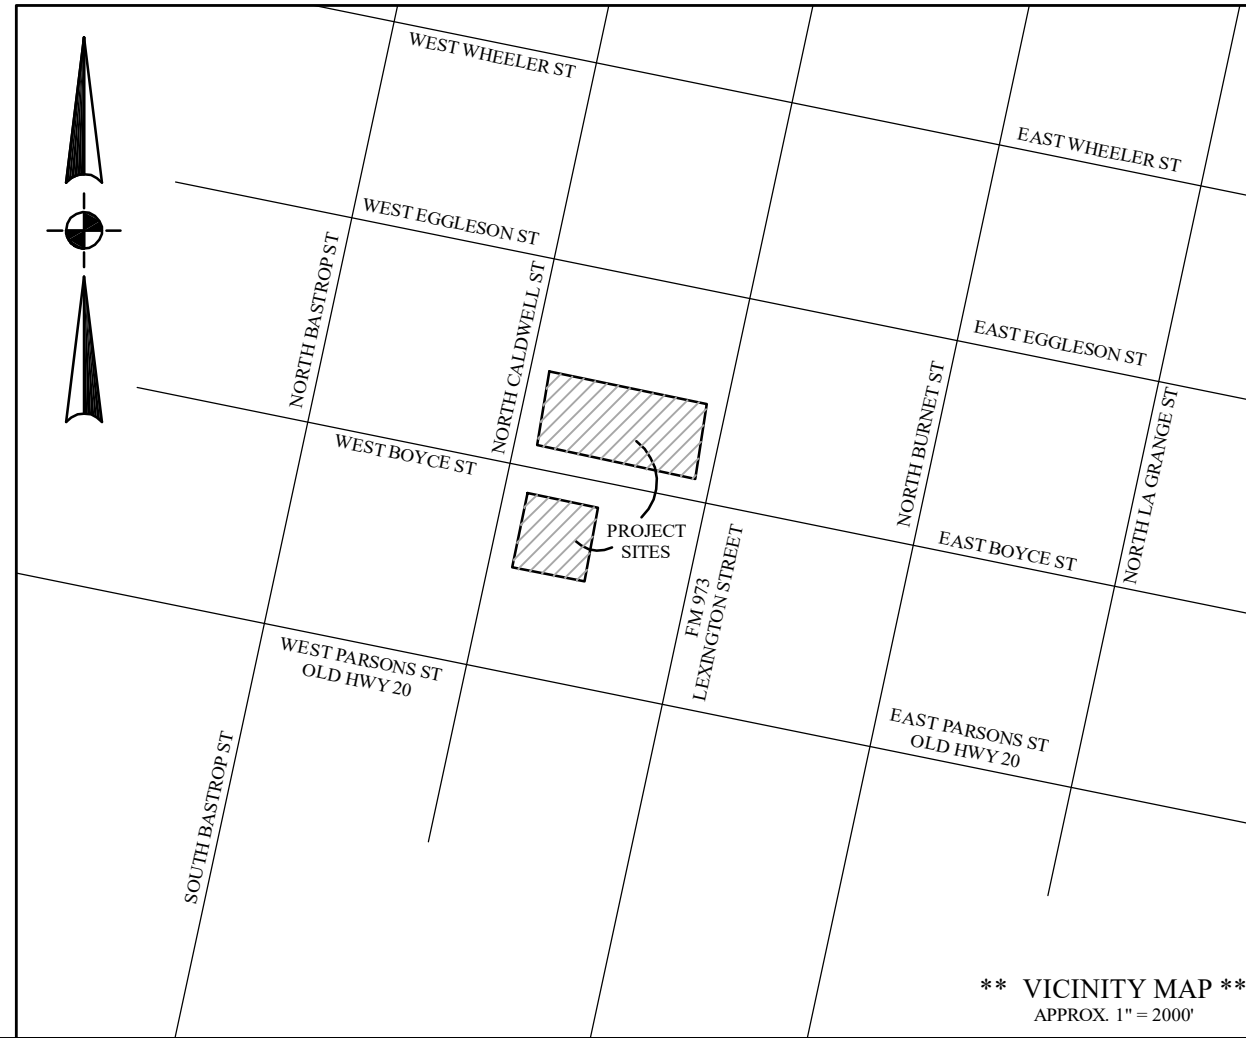 WEST WHEELER ST
EAST WHEELER ST
WEST EGGLESON ST
NORTH BASTROP ST
NORTH CALDWELL ST
EAST EGGLESON ST
NORTH BURNET ST
NORTH LA GRANGE ST
WEST BOYCE ST
PROJECT
SITES
EAST BOYCE ST
FM 973
LEXINGTON STREET
WEST PARSONS ST
OLD HWY 20
EAST PARSONS ST
OLD HWY 20
SOUTH BASTROP ST
** VICINITY MAP **
APPROX. 1" = 2000'